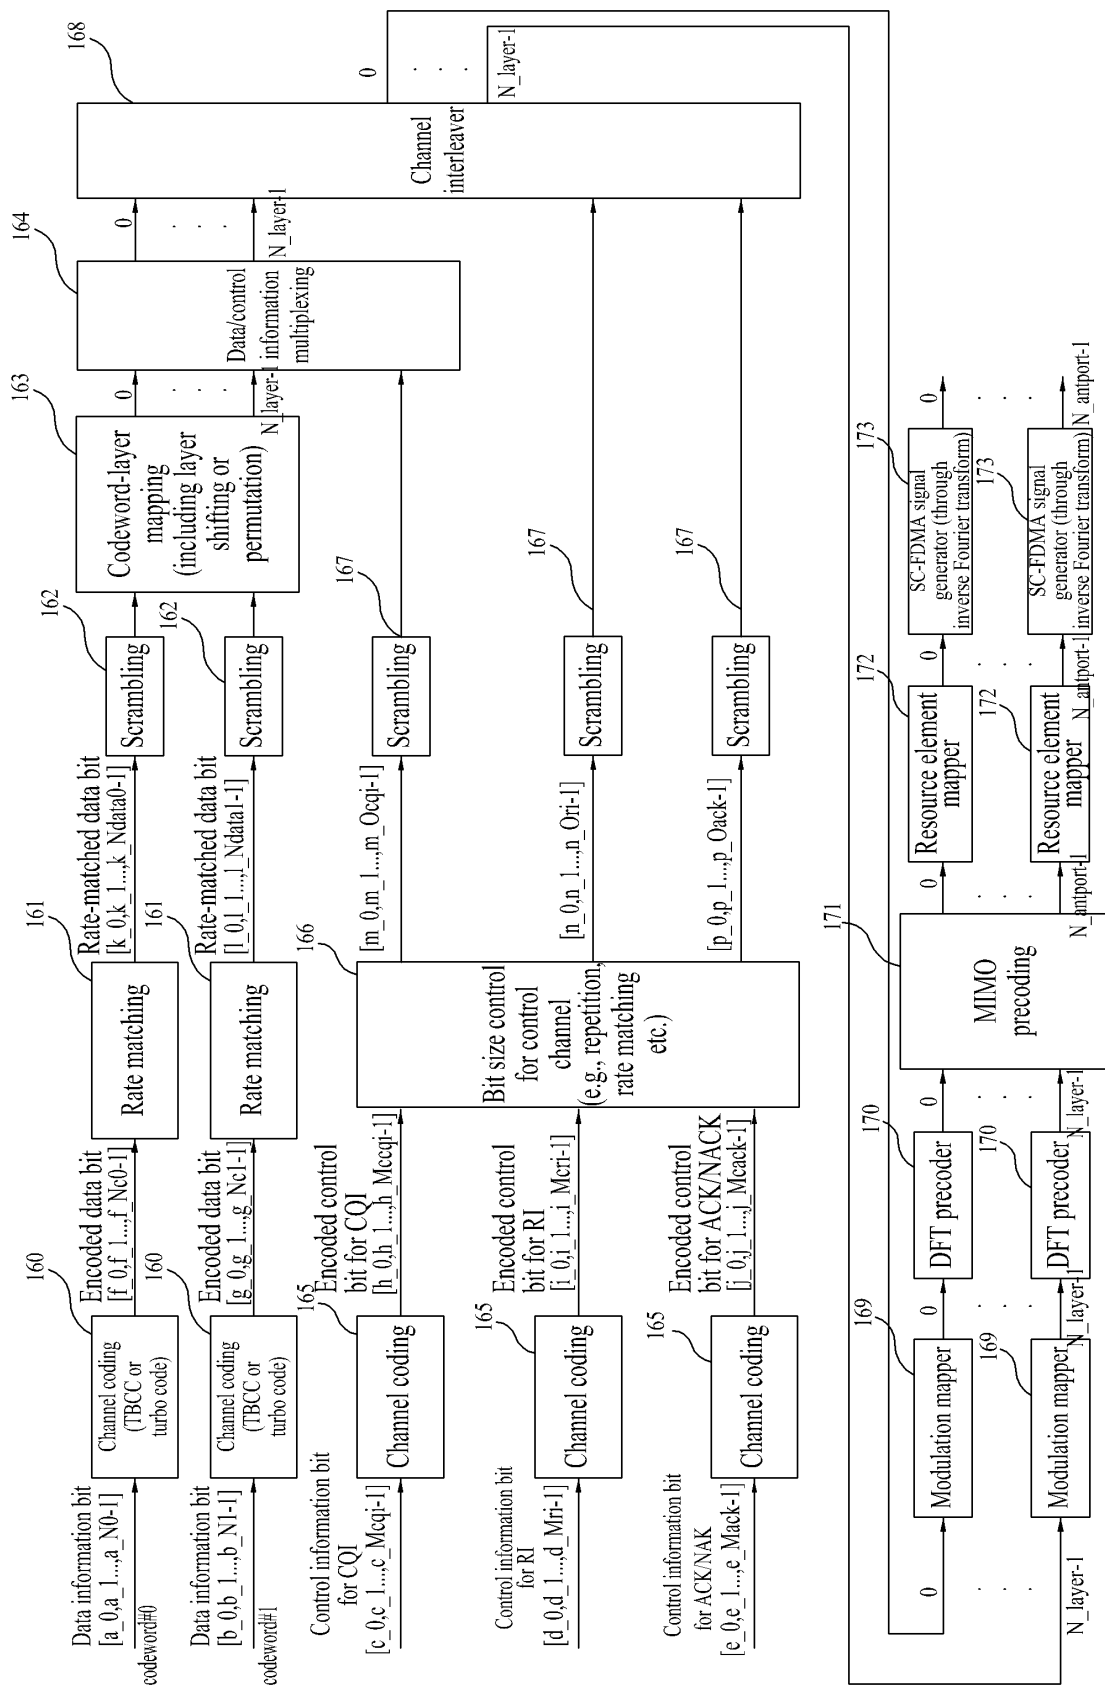 Data information bit
[a_0,a_1...,a_N0-1]
codeword#0
160
Channel coding
(TBCC or
turbo code)
Encoded data bit
[f_0,f_1...,f_Nc0-1]
161
Rate matching
Rate-matched data bit
[k_0,k_1...,k_Ndata0-1]
162
Scrambling
Data information bit
[b_0,b_1...,b_N1-1]
codeword#1
160
Channel coding
(TBCC or
turbo code)
Encoded data bit
[g_0,g_1...,g_Nc1-1]
161
Rate matching
Rate-matched data bit
[l_0,l_1...,l_Ndata1-1]
162
Scrambling
163
Codeword-layer
mapping
(including layer
shifting or
permutation)
0
. . .
N_layer-1
164
Data/control
information
multiplexing
0
. . .
N_layer-1
168
Channel
interleaver
0
. . .
N_layer-1
Control information bit
for CQI
[c_0,c_1...,c_Mcqi-1]
165
Channel coding
Encoded control
bit for CQI
[h_0,h_1...,h_Mccqi-1]
166
Bit size control
for control
channel
(e.g., repetition,
rate matching
etc.)
[m_0,m_1...,m_Ocqi-1]
Scrambling
167
Control information bit
for RI
[d_0,d_1...,d_Mri-1]
165
Channel coding
Encoded control
bit for RI
[i_0,i_1...,i_Mcri-1]
[n_0,n_1...,n_Ori-1]
Scrambling
167
Control information bit
for ACK/NAK
[e_0,e_1...,e_Mack-1]
165
Channel coding
Encoded control
bit for ACK/NACK
[j_0,j_1...,j_Mcack-1]
[p_0,p_1...,p_Oack-1]
Scrambling
167
0
. . .
N_layer-1
169
Modulation mapper
169
Modulation mapper
0
. . .
N_layer-1
170
DFT precoder
170
DFT precoder
0
. . .
N_layer-1
171
MIMO
precoding
0
. . .
N_antport-1
172
Resource element
mapper
172
Resource element
mapper
0
. . .
N_antport-1
173
SC-FDMA signal
generator (through
inverse Fourier transform)
173
SC-FDMA signal
generator (through
inverse Fourier transform)
0
. . .
N_antport-1